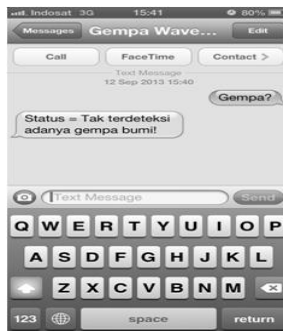 Indosat 3G 15:41 80%
Messages Gempa Wave... Edit
Call FaceTime Contact >
Text Message
12 Sep 2013 15:40
Gempa?
Status = Tak terdeteksi
adanya gempa bumi!
Text Message Send
Q W E R T Y U I O P
A S D F G H J K L
Z X C V B N M
123 space return